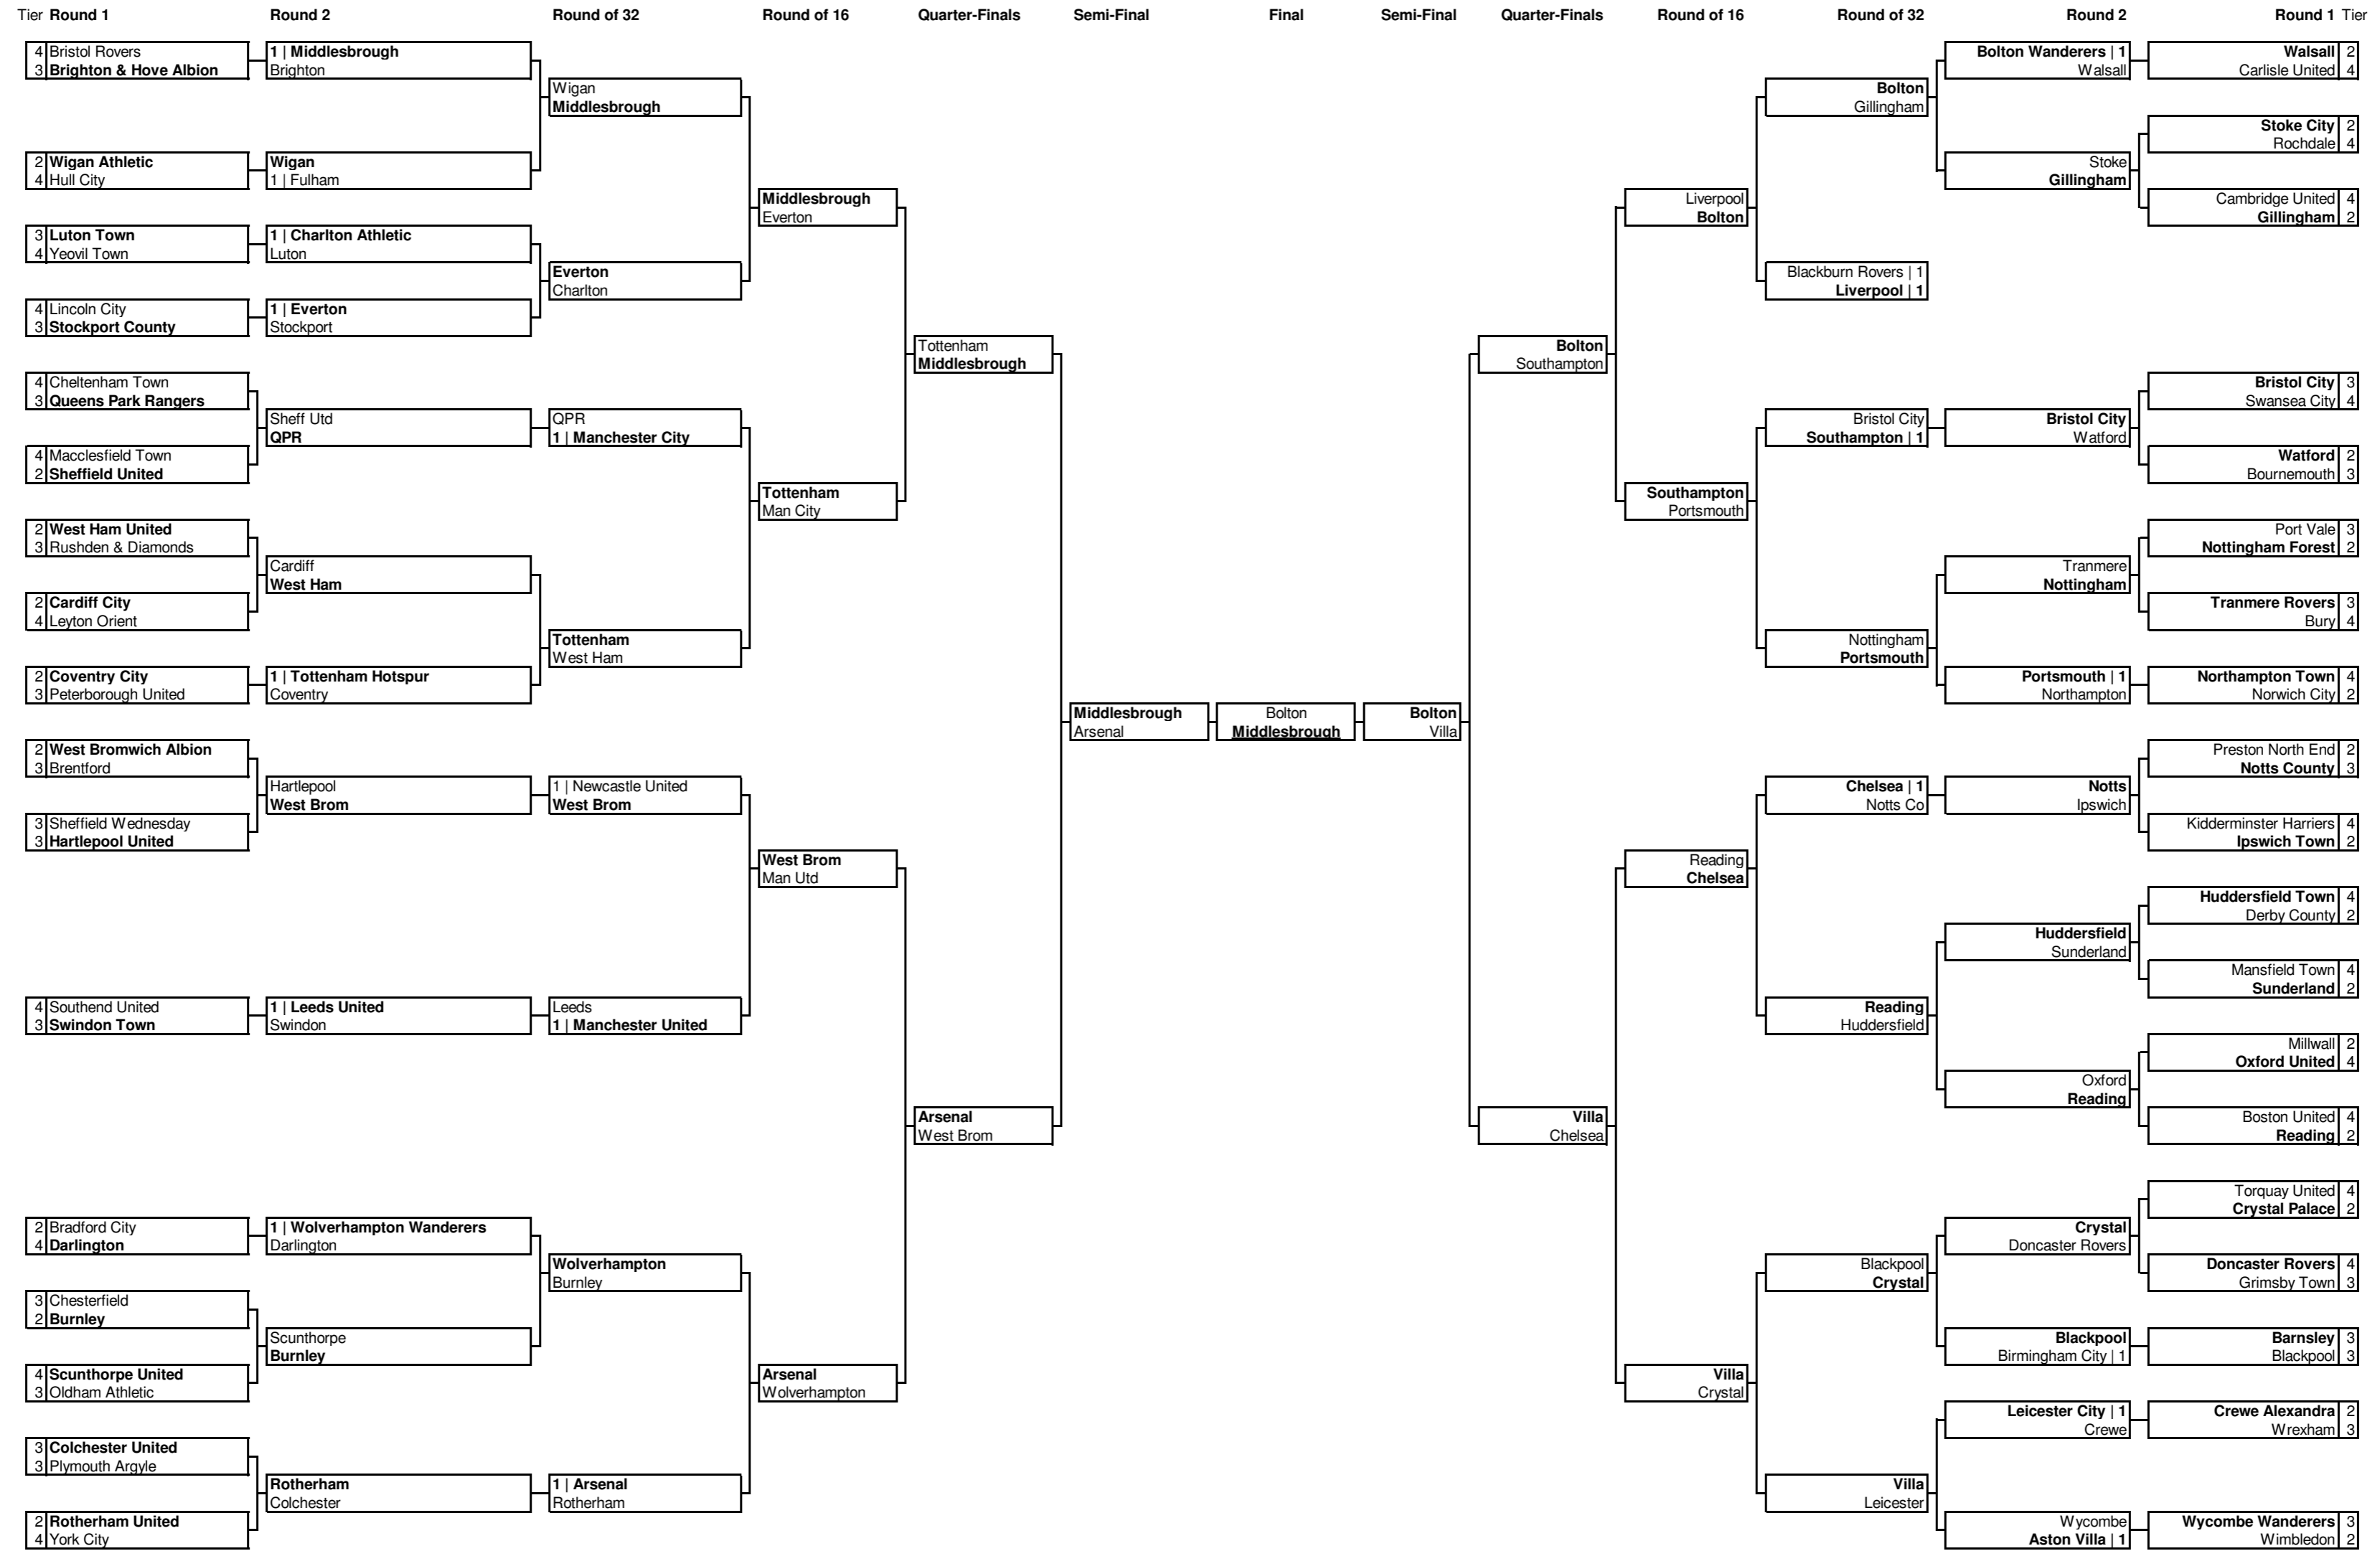 Tier Round 1 Round 2 Round of 32 Round of 16 Quarter-Finals Semi-Final Final Semi-Final Quarter-Finals Round of 16 Round of 32 Round 2 Round 1 Tier
4 Bristol Rovers
3 Brighton & Hove Albion
2 Wigan Athletic
4 Hull City
3 Luton Town
4 Yeovil Town
4 Lincoln City
3 Stockport County
4 Cheltenham Town
3 Queens Park Rangers
4 Macclesfield Town
2 Sheffield United
2 West Ham United
3 Rushden & Diamonds
2 Cardiff City
4 Leyton Orient
2 Coventry City
3 Peterborough United
2 West Bromwich Albion
3 Brentford
3 Sheffield Wednesday
3 Hartlepool United
4 Southend United
3 Swindon Town
2 Bradford City
4 Darlington
3 Chesterfield
2 Burnley
4 Scunthorpe United
3 Oldham Athletic
3 Colchester United
3 Plymouth Argyle
2 Rotherham United
4 York City
1 | Middlesbrough
Brighton
Wigan
1 | Fulham
1 | Charlton Athletic
Luton
1 | Everton
Stockport
Sheff Utd
QPR
Cardiff
West Ham
1 | Tottenham Hotspur
Coventry
Hartlepool
West Brom
1 | Leeds United
Swindon
1 | Wolverhampton Wanderers
Darlington
Scunthorpe
Burnley
Rotherham
Colchester
Wigan
Middlesbrough
Everton
Charlton
QPR
1 | Manchester City
Tottenham
West Ham
1 | Newcastle United
West Brom
Leeds
1 | Manchester United
Wolverhampton
Burnley
1 | Arsenal
Rotherham
Middlesbrough
Everton
Tottenham
Man City
West Brom
Man Utd
Arsenal
Wolverhampton
Tottenham
Middlesbrough
Arsenal
West Brom
Middlesbrough
Arsenal
Bolton
Middlesbrough
Bolton
Villa
Bolton
Southampton
Villa
Chelsea
Liverpool
Bolton
Southampton
Portsmouth
Reading
Chelsea
Villa
Crystal
Bolton
Gillingham
Blackburn Rovers | 1
Liverpool | 1
Bristol City
Southampton | 1
Nottingham
Portsmouth
Chelsea | 1
Notts Co
Reading
Huddersfield
Blackpool
Crystal
Villa
Leicester
Bolton Wanderers | 1
Walsall
Stoke
Gillingham
Bristol City
Watford
Tranmere
Nottingham
Portsmouth | 1
Northampton
Notts
Ipswich
Huddersfield
Sunderland
Oxford
Reading
Crystal
Doncaster Rovers
Blackpool
Birmingham City | 1
Leicester City | 1
Crewe
Wycombe
Aston Villa | 1
Walsall 2
Carlisle United 4
Stoke City 2
Rochdale 4
Cambridge United 4
Gillingham 2
Bristol City 3
Swansea City 4
Watford 2
Bournemouth 3
Port Vale 3
Nottingham Forest 2
Tranmere Rovers 3
Bury 4
Northampton Town 4
Norwich City 2
Preston North End 2
Notts County 3
Kidderminster Harriers 4
Ipswich Town 2
Huddersfield Town 4
Derby County 2
Mansfield Town 4
Sunderland 2
Millwall 2
Oxford United 4
Boston United 4
Reading 2
Torquay United 4
Crystal Palace 2
Doncaster Rovers 4
Grimsby Town 3
Barnsley 3
Blackpool 3
Crewe Alexandra 2
Wrexham 3
Wycombe Wanderers 3
Wimbledon 2